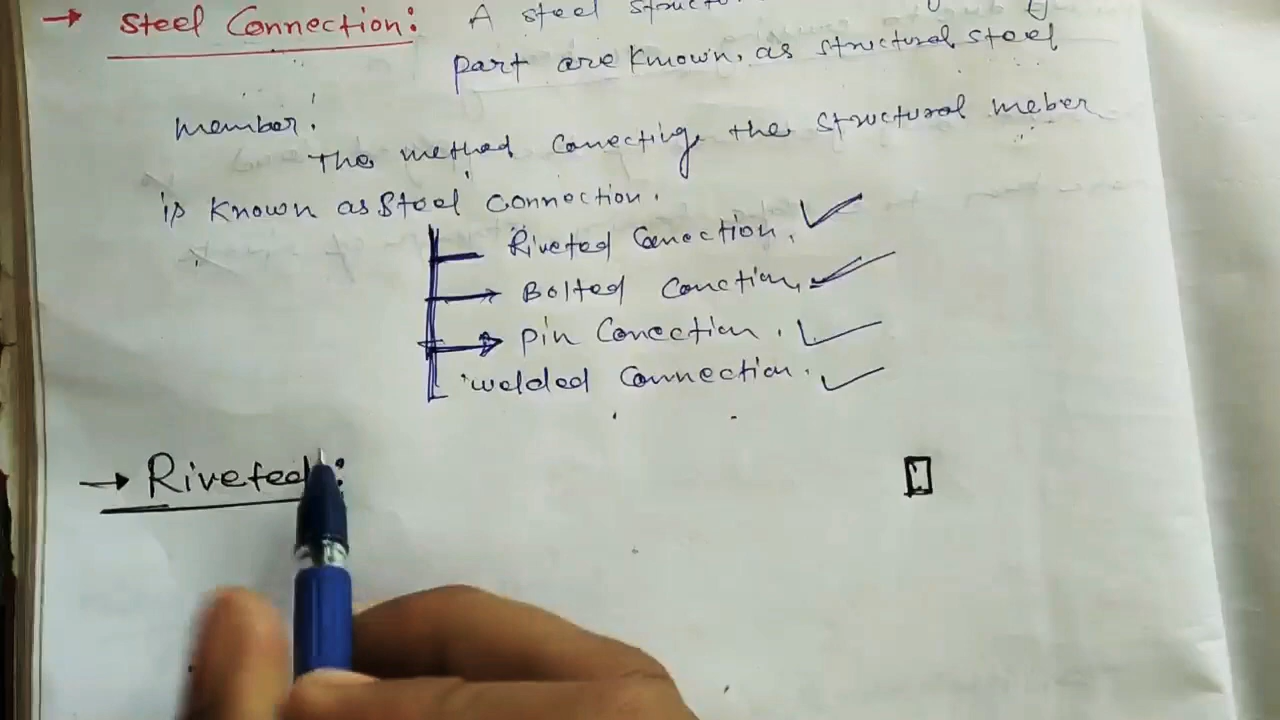 → Steel Connection: A steel
part are known, as structural steel
member.
The method conecting the structural meber
is known as Steel connection.
Riveted Conection.
→ Bolted Conction,
→ pin Conection.
welded Connection.
→ Riveted: